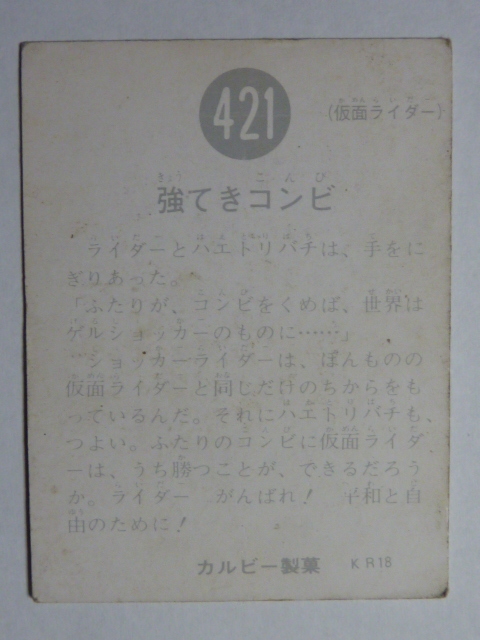 421
(仮面ライダー)
強てきコンビ
ライダーとハエトリバチは、手をに
ぎりあった。
「ふたりが、コンビをくめば、世界は
ゲルショッカーのものに……」
ショッカーライダーは、ほんものの
仮面ライダーと同じだけのちからをも
っているんだ。それにハエトリバチも、
つよい。ふたりのコンビに仮面ライダ
ーは、うち勝つことが、できるだろう
か。ライダー　がんばれ！　平和と自
由のために！
カルビー製菓 KR18